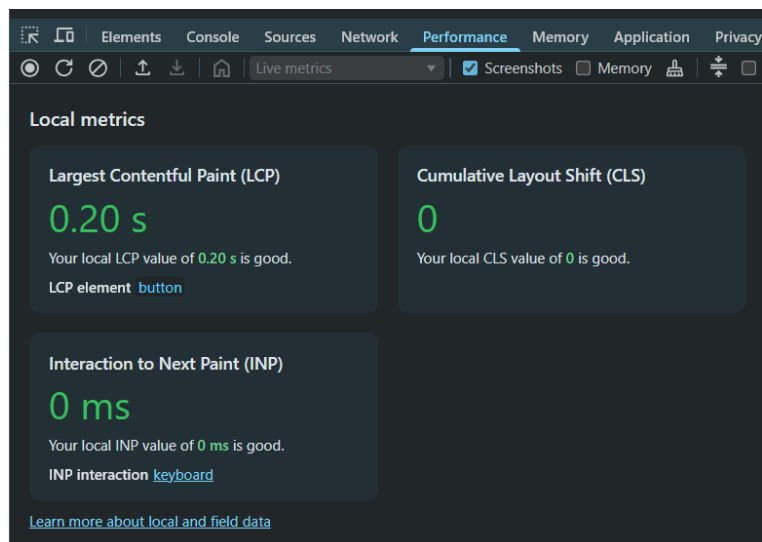 Elements Console Sources Network Performance Memory Application Privacy
Live metrics Screenshots Memory
Local metrics
Largest Contentful Paint (LCP)
0.20 s
Your local LCP value of 0.20 s is good.
LCP element button
Cumulative Layout Shift (CLS)
0
Your local CLS value of 0 is good.
Interaction to Next Paint (INP)
0 ms
Your local INP value of 0 ms is good.
INP interaction keyboard
Learn more about local and field data